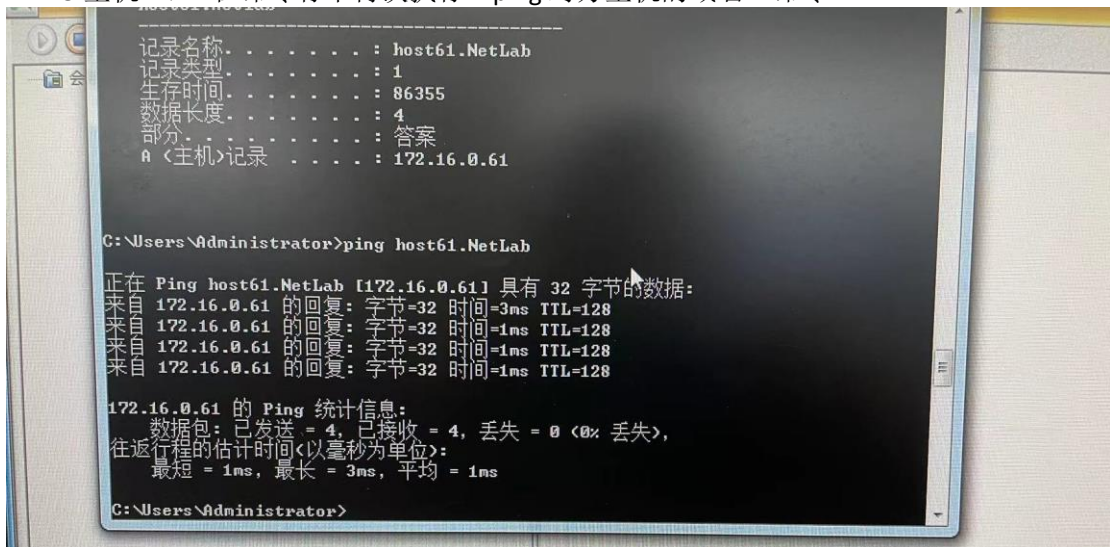 host61.NetLab
----------------------------------------
记录名称. . . . . . . : host61.NetLab
记录类型. . . . . . . : 1
生存时间. . . . . . . : 86355
数据长度. . . . . . . : 4
部分. . . . . . . . . : 答案
A (主机)记录 . . . . : 172.16.0.61
会
C:\Users\Administrator>ping host61.NetLab
正在 Ping host61.NetLab [172.16.0.61] 具有 32 字节的数据:
来自 172.16.0.61 的回复: 字节=32 时间=3ms TTL=128
来自 172.16.0.61 的回复: 字节=32 时间=1ms TTL=128
来自 172.16.0.61 的回复: 字节=32 时间=1ms TTL=128
来自 172.16.0.61 的回复: 字节=32 时间=1ms TTL=128
172.16.0.61 的 Ping 统计信息:
数据包: 已发送 = 4, 已接收 = 4, 丢失 = 0 (0% 丢失),
往返行程的估计时间(以毫秒为单位):
最短 = 1ms, 最长 = 3ms, 平均 = 1ms
C:\Users\Administrator>